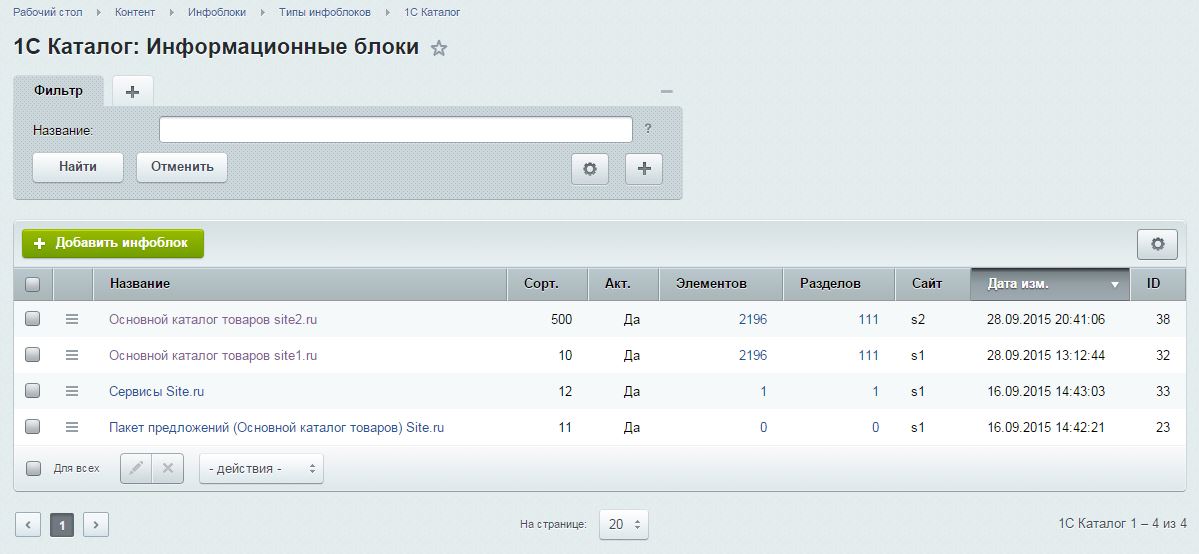 Рабочий стол Контент Инфоблоки Типы инфоблоков 1С Каталог
1С Каталог: Информационные блоки
Фильтр
Название: ?
Найти Отменить
Добавить инфоблок
Название Сорт. Акт. Элементов Разделов Сайт Дата изм. ID
Основной каталог товаров site2.ru 500 Да 2196 111 s2 28.09.2015 20:41:06 38
Основной каталог товаров site1.ru 10 Да 2196 111 s1 28.09.2015 13:12:44 32
Сервисы Site.ru 12 Да 1 1 s1 16.09.2015 14:43:03 33
Пакет предложений (Основной каталог товаров) Site.ru 11 Да 0 0 s1 16.09.2015 14:42:21 23
Для всех - действия -
1 На странице: 20 1С Каталог 1 – 4 из 4